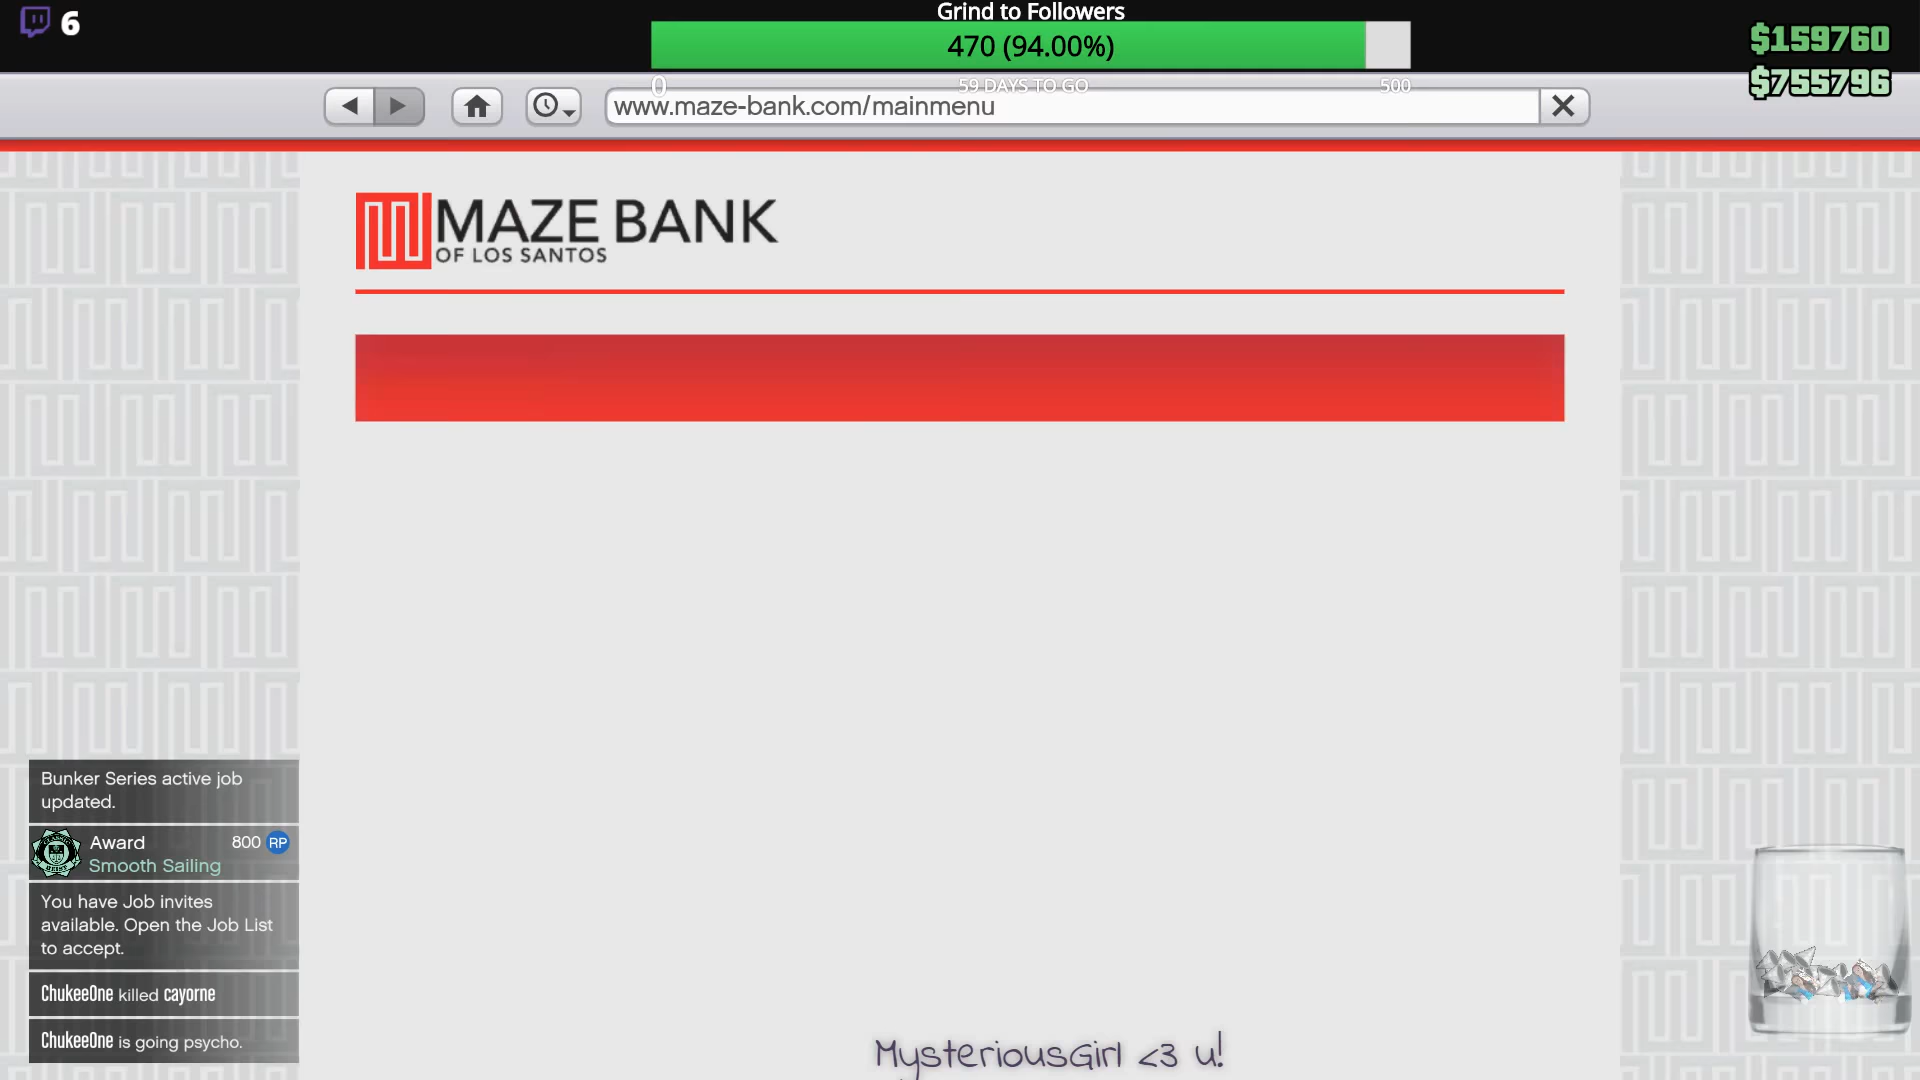 6
Grind to Followers
470 (94.00%)
0
59 DAYS TO GO
500
$159760
$755796
www.maze-bank.com/mainmenu
MAZE BANK
OF LOS SANTOS
Bunker Series active job
updated.
Award 800 RP
Smooth Sailing
You have Job invites
available. Open the Job List
to accept.
ChukeeOne killed cayorne
ChukeeOne is going psycho.
MysteriousGirl <3 u!